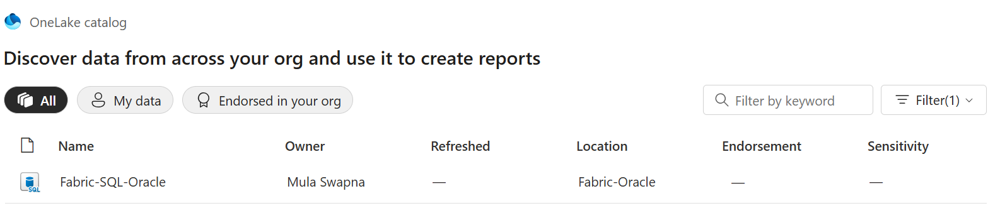 OneLake catalog
Discover data from across your org and use it to create reports
All My data Endorsed in your org Filter by keyword Filter(1)
Name Owner Refreshed Location Endorsement Sensitivity
SQL Fabric-SQL-Oracle Mula Swapna — Fabric-Oracle — —